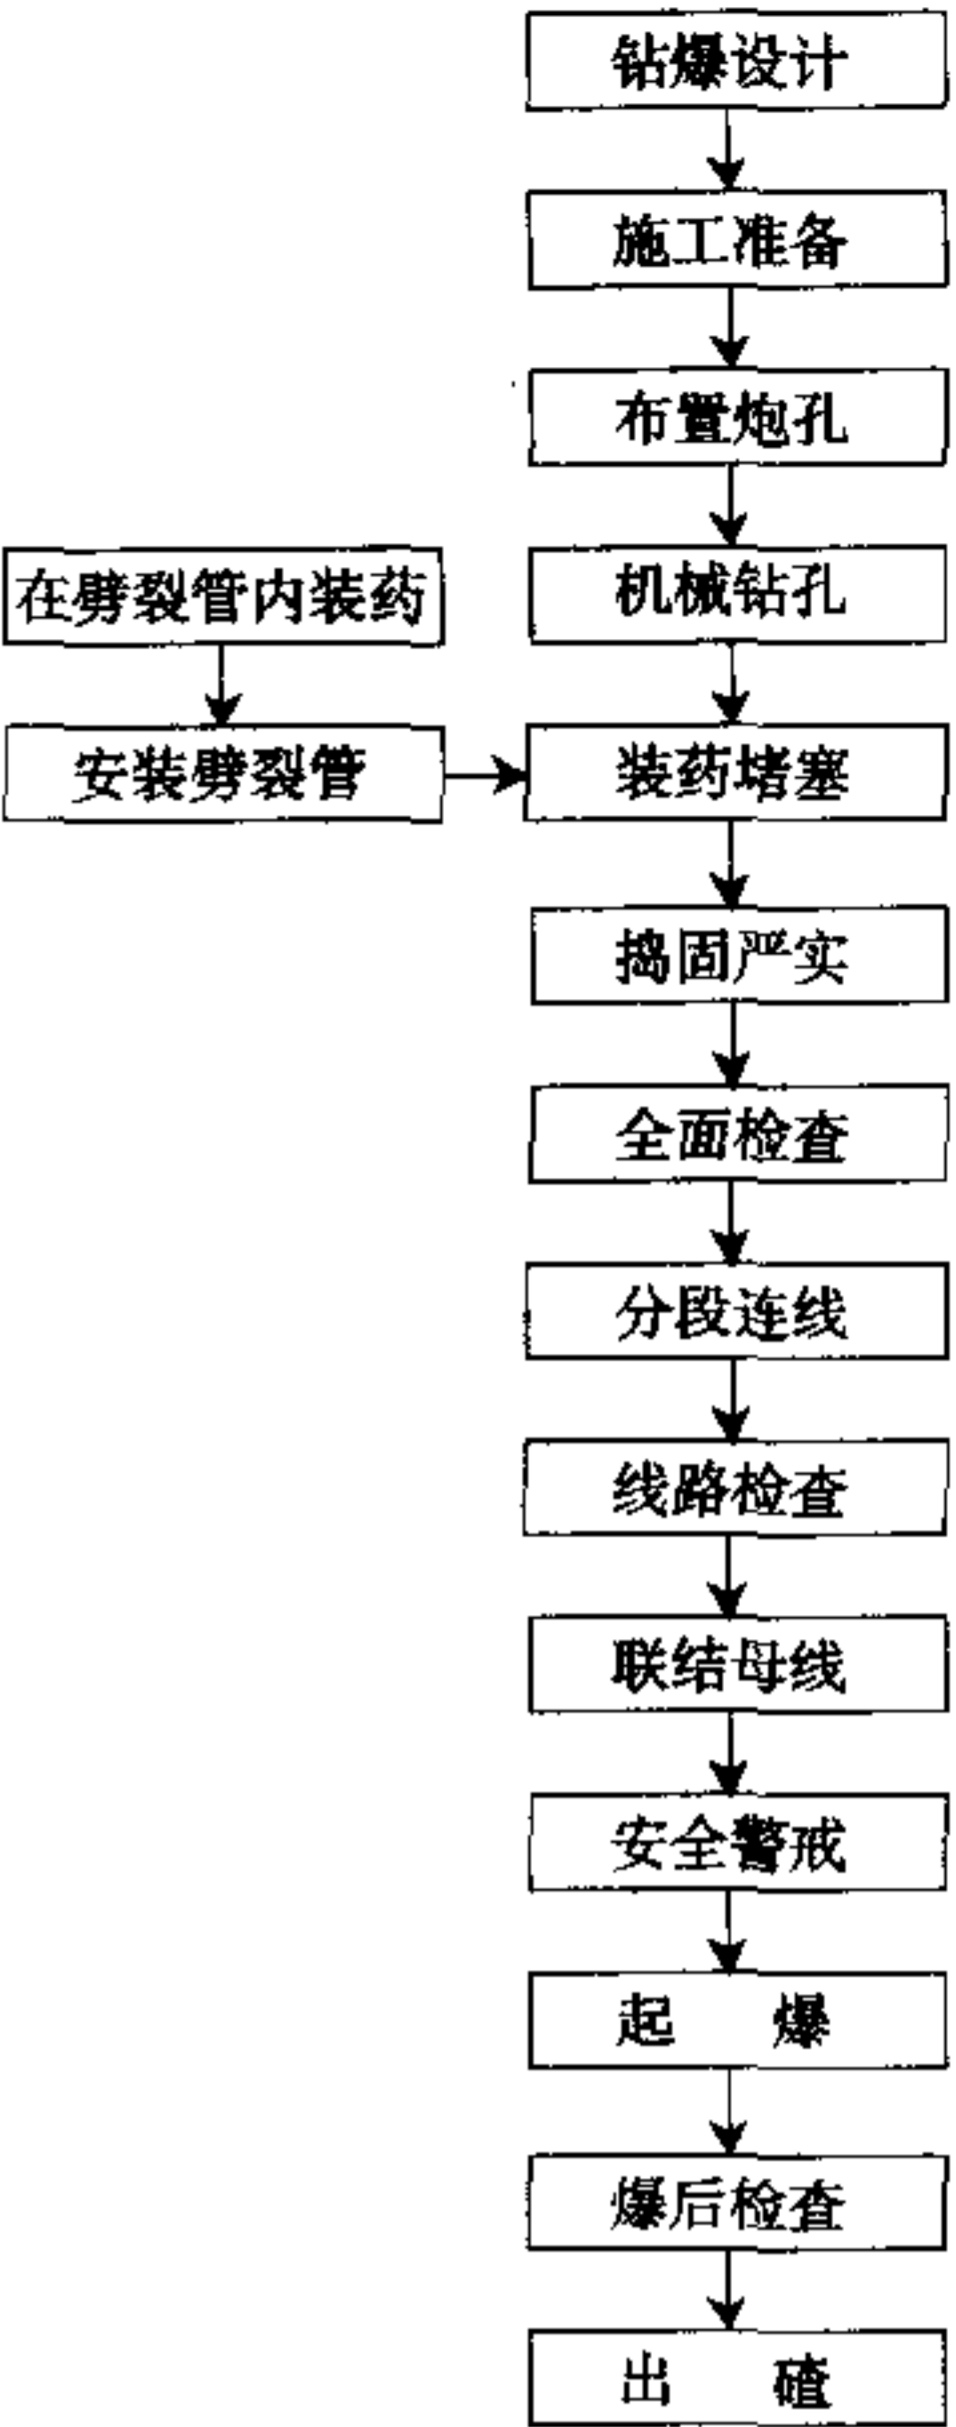 钻爆设计
施工准备
布置炮孔
机械钻孔
在劈裂管内装药
安装劈裂管
装药堵塞
捣固严实
全面检查
分段连线
线路检查
联结母线
安全警戒
起 爆
爆后检查
出 碴